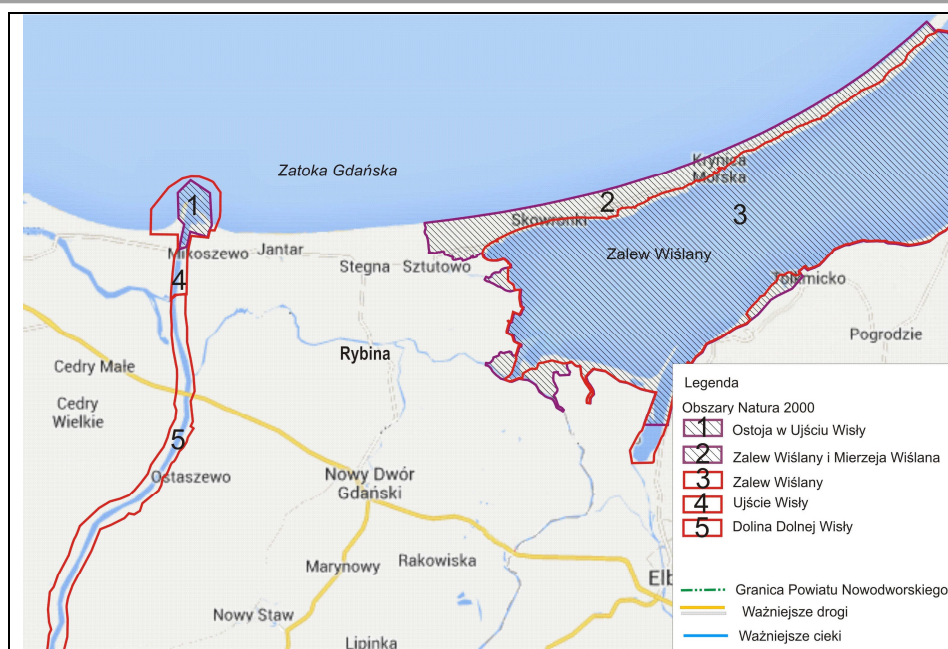 Zatoka Gdańska
1
Krynica
Morska
2
3
Skowronki
Mikoszewo
Jantar
Zalew Wiślany
Stegna
Sztutowo
4
Tolkmicko
Pogrodzie
Rybina
Cedry Małe
Cedry
Wielkie
5
Ostaszewo
Nowy Dwór
Gdański
Marynowy
Rakowiska
Nowy Staw
Lipinka
Elb
Legenda
Obszary Natura 2000
1 Ostoja w Ujściu Wisły
2 Zalew Wiślany i Mierzeja Wiślana
3 Zalew Wiślany
4 Ujście Wisły
5 Dolina Dolnej Wisły
Granica Powiatu Nowodworskiego
Ważniejsze drogi
Ważniejsze cieki